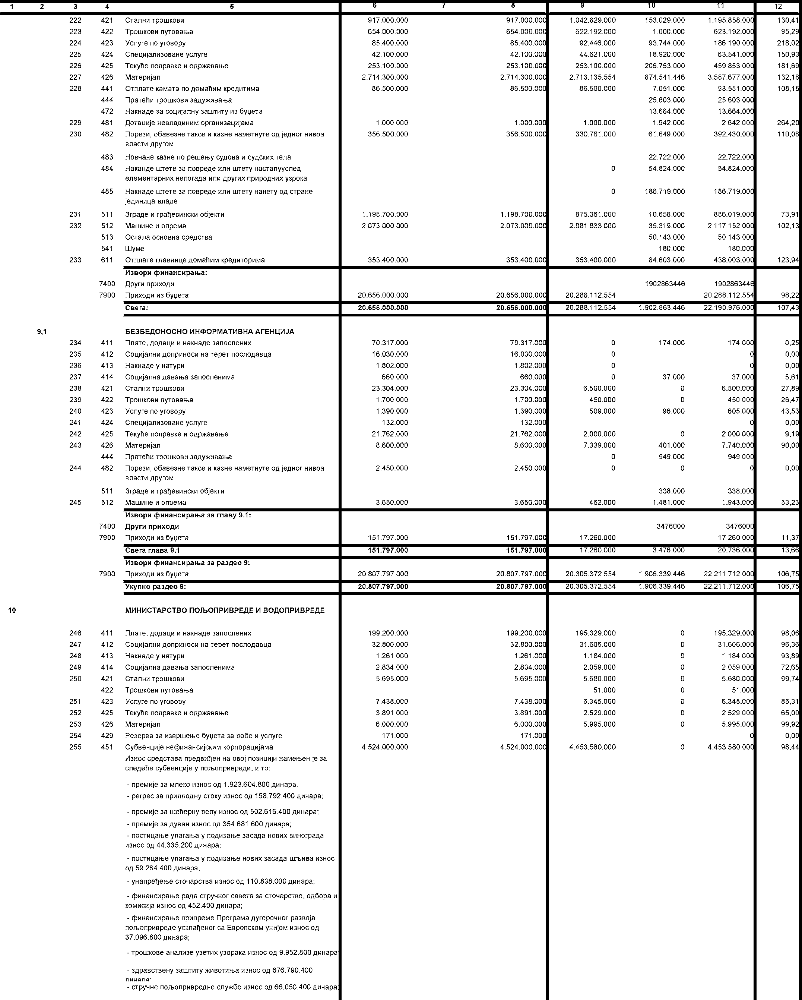 1 2 3 4 5 6 7 8 9 10 11 12
222 421 Стални трошкови 917.000.000 917.000.000 1.042.829.000 153.029.000 1.195.858.000 130,41
223 422 Трошкови путовања 654.000.000 654.000.000 622.192.000 1.000.000 623.192.000 95,29
224 423 Услуге по уговору 85.400.000 85.400.000 92.446.000 93.744.000 186.190.000 218,02
225 424 Специјализоване услуге 42.100.000 42.100.000 44.621.000 18.920.000 63.541.000 150,93
226 425 Текуће поправке и одржавање 253.100.000 253.100.000 253.100.000 206.753.000 459.853.000 181,69
227 426 Материјал 2.714.300.000 2.714.300.000 2.713.135.554 874.541.446 3.587.677.000 132,18
228 441 Отплате камата по домаћим кредитима 86.500.000 86.500.000 86.500.000 7.051.000 93.551.000 108,15
444 Пратећи трошкови задуживања 25.603.000 25.603.000
472 Накнаде за социјалну заштиту из буџета 13.664.000 13.664.000
229 481 Дотације невладиним организацијама 1.000.000 1.000.000 1.000.000 1.642.000 2.642.000 264,20
230 482 Порези, обавезне таксе и казне наметнуте од једног нивоа 356.500.000 356.500.000 330.781.000 61.649.000 392.430.000 110,08
власти другом
483 Новчане казне по решењу судова и судских тела 22.722.000 22.722.000
484 Наканде штете за повреде или штету насталууслед 0 54.824.000 54.824.000
елементарних непогада или других природних узрока
485 Накнаде штете за повреде или штету нанету од стране 0 186.719.000 186.719.000
јединица владе
231 511 Зграде и грађевински објекти 1.198.700.000 1.198.700.000 875.361.000 10.658.000 886.019.000 73,91
232 512 Машине и опрема 2.073.000.000 2.073.000.000 2.081.833.000 35.319.000 2.117.152.000 102,13
513 Остала основна средства 50.143.000 50.143.000
541 Шуме 180.000 180.000
233 611 Отплате главнице домаћим кредиторима 353.400.000 353.400.000 353.400.000 84.603.000 438.003.000 123,94
Извори финансирања:
7400 Други приходи 1902863446 1902863446
7900 Приходи из буџета 20.656.000.000 20.656.000.000 20.288.112.554 20.288.112.554 98,22
Свега: 20.656.000.000 20.656.000.000 20.288.112.554 1.902.863.446 22.190.976.000 107,43
9,1 БЕЗБЕДОНОСНО ИНФОРМАТИВНА АГЕНЦИЈА
234 411 Плате, додаци и накнаде запослених 70.317.000 70.317.000 0 174.000 174.000 0,25
235 412 Социјални доприноси на терет послодавца 16.030.000 16.030.000 0 0 0,00
236 413 Накнаде у натури 1.802.000 1.802.000 0 0 0,00
237 414 Социјална давања запосленима 660.000 660.000 0 37.000 37.000 5,61
238 421 Стални трошкови 23.304.000 23.304.000 6.500.000 0 6.500.000 27,89
239 422 Трошкови путовања 1.700.000 1.700.000 450.000 0 450.000 26,47
240 423 Услуге по уговору 1.390.000 1.390.000 509.000 96.000 605.000 43,53
241 424 Специјализоване услуге 132.000 132.000 0 0,00
242 425 Текуће поправке и одржавање 21.762.000 21.762.000 2.000.000 0 2.000.000 9,19
243 426 Материјал 8.600.000 8.600.000 7.339.000 401.000 7.740.000 90,00
444 Пратећи трошкови задуживања 0 949.000 949.000
244 482 Порези, обавезне таксе и казне наметнуте од једног нивоа 2.450.000 2.450.000 0 0 0 0,00
власти другом
511 Зграде и грађевински објекти 338.000 338.000
245 512 Машине и опрема 3.650.000 3.650.000 462.000 1.481.000 1.943.000 53,23
Извори финансирања за главу 9.1:
7400 Други приходи 3476000 3476000
7900 Приходи из буџета 151.797.000 151.797.000 17.260.000 17.260.000 11,37
Свега глава 9.1 151.797.000 151.797.000 17.260.000 3.476.000 20.736.000 13,66
Извори финансирања за раздео 9:
7900 Приходи из буџета 20.807.797.000 20.807.797.000 20.305.372.554 1.906.339.446 22.211.712.000 106,75
Укупно раздео 9: 20.807.797.000 20.807.797.000 20.305.372.554 1.906.339.446 22.211.712.000 106,75
10 МИНИСТАРСТВО ПОЉОПРИВРЕДЕ И ВОДОПРИВРЕДЕ
246 411 Плате, додаци и накнаде запослених 199.200.000 199.200.000 195.329.000 0 195.329.000 98,06
247 412 Социјални доприноси на терет послодавца 32.800.000 32.800.000 31.606.000 0 31.606.000 96,36
248 413 Накнаде у натури 1.261.000 1.261.000 1.184.000 0 1.184.000 93,89
249 414 Социјална давања запосленима 2.834.000 2.834.000 2.059.000 0 2.059.000 72,65
250 421 Стални трошкови 5.695.000 5.695.000 5.680.000 0 5.680.000 99,74
422 Трошкови путовања 51.000 0 51.000
251 423 Услуге по уговору 7.438.000 7.438.000 6.345.000 0 6.345.000 85,31
252 425 Текуће поправке и одржавање 3.891.000 3.891.000 2.529.000 0 2.529.000 65,00
253 426 Материјал 6.000.000 6.000.000 5.995.000 0 5.995.000 99,92
254 429 Резерва за извршење буџета за робе и услуге 171.000 171.000 0 0,00
255 451 Субвенције нефинансијским корпорацијама 4.524.000.000 4.524.000.000 4.453.580.000 0 4.453.580.000 98,44
Износ средстава предвиђен на овој позицији намењен је за
следеће субвенције у пољопривреди, и то:
- премије за млеко износ од 1.923.604.800 динара;
- регрес за приплодну стоку износ од 158.792.400 динара;
- премије за шећерну репу износ од 502.616.400 динара;
- премије за дуван износ од 354.681.600 динара;
- постицање улагања у подизање засада нових винограда
износ од 44.335.200 динара;
- постицање улагања у подизање нових засада шљива износ
од 59.264.400 динара;
- унапређење сточарства износ од 110.838.000 динара;
- финансирање рада стручног савета за сточарство, одбора и
комисија износ од 452.400 динара;
- финансирање припреме Програма дугорочног развоја
пољопривреде усклађеног са Европском унијом износ од
37.096.800 динара;
- трошкове анализе узетих узорака износ од 9.952.800 динара
- здравствену заштиту животиња износ од 676.790.400
динара;
- стручне пољопривредне службе износ од 66.050.400 динара;